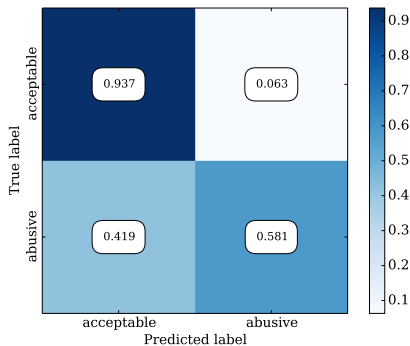 acceptable
abusive
True label
0.937
0.063
0.419
0.581
acceptable
abusive
Predicted label
0.9
0.8
0.7
0.6
0.5
0.4
0.3
0.2
0.1